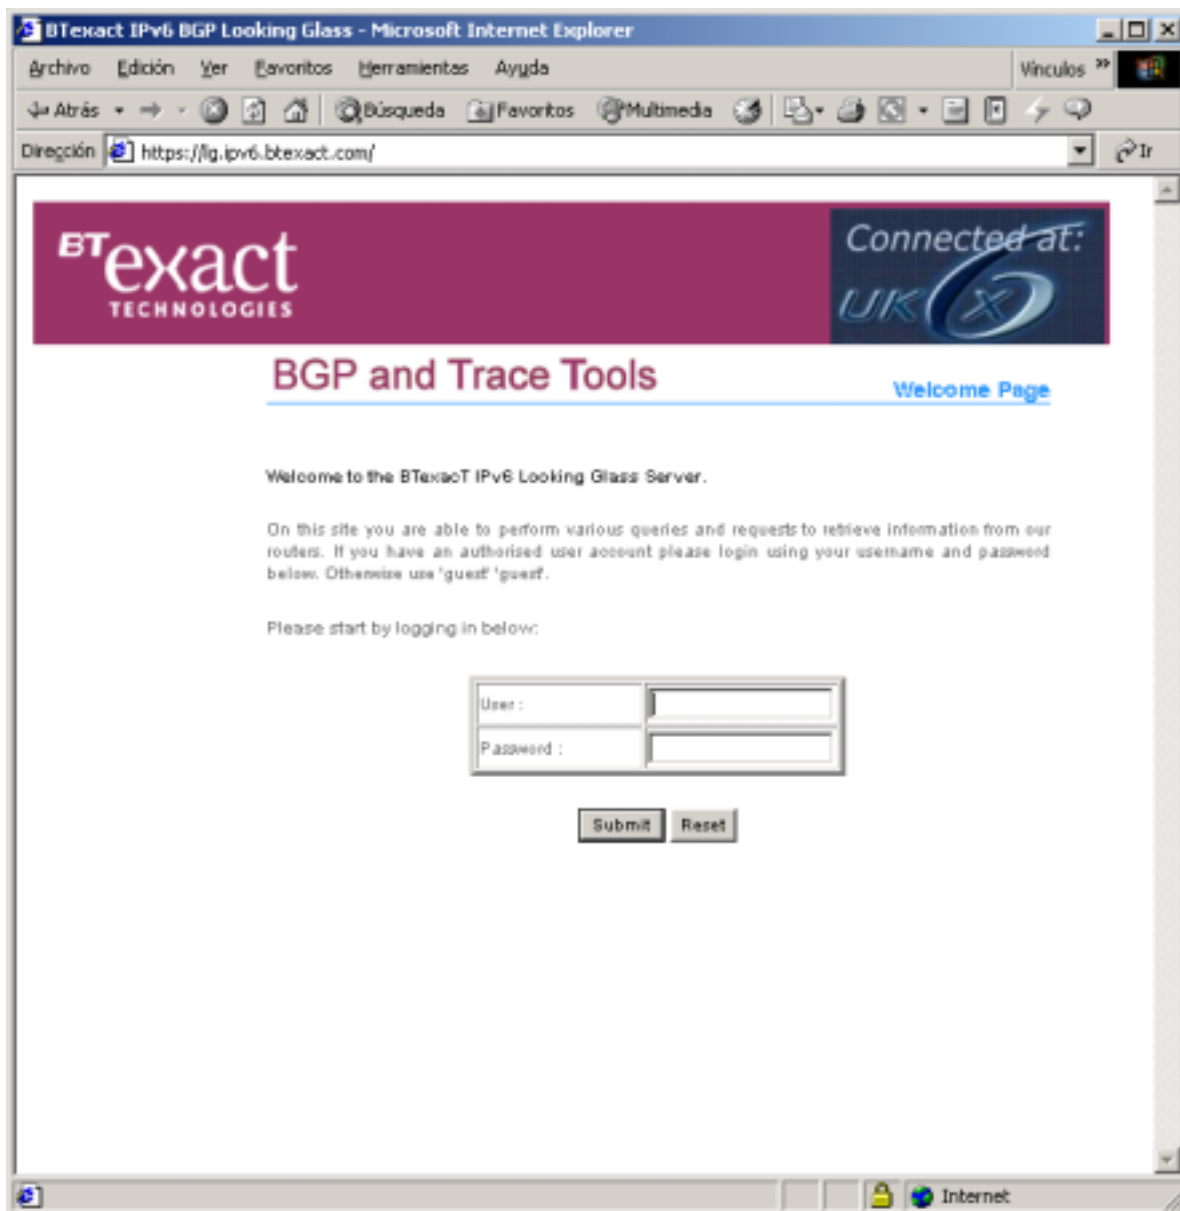 BTexact IPv6 BGP Looking Glass - Microsoft Internet Explorer
Archivo Edición Ver Favoritos Herramientas Ayuda Vínculos »
Atrás Búsqueda Favoritos Multimedia
Dirección https://lg.ipv6.btexact.com/ Ir
BTexact
TECHNOLOGIES
Connected at:
UK6X
BGP and Trace Tools
Welcome Page
Welcome to the BTexacT IPv6 Looking Glass Server.
On this site you are able to perform various queries and requests to retrieve information from our
routers. If you have an authorised user account please login using your username and password
below. Otherwise use 'guest' 'guest'.
Please start by logging in below:
User :
Password :
Submit Reset
Internet